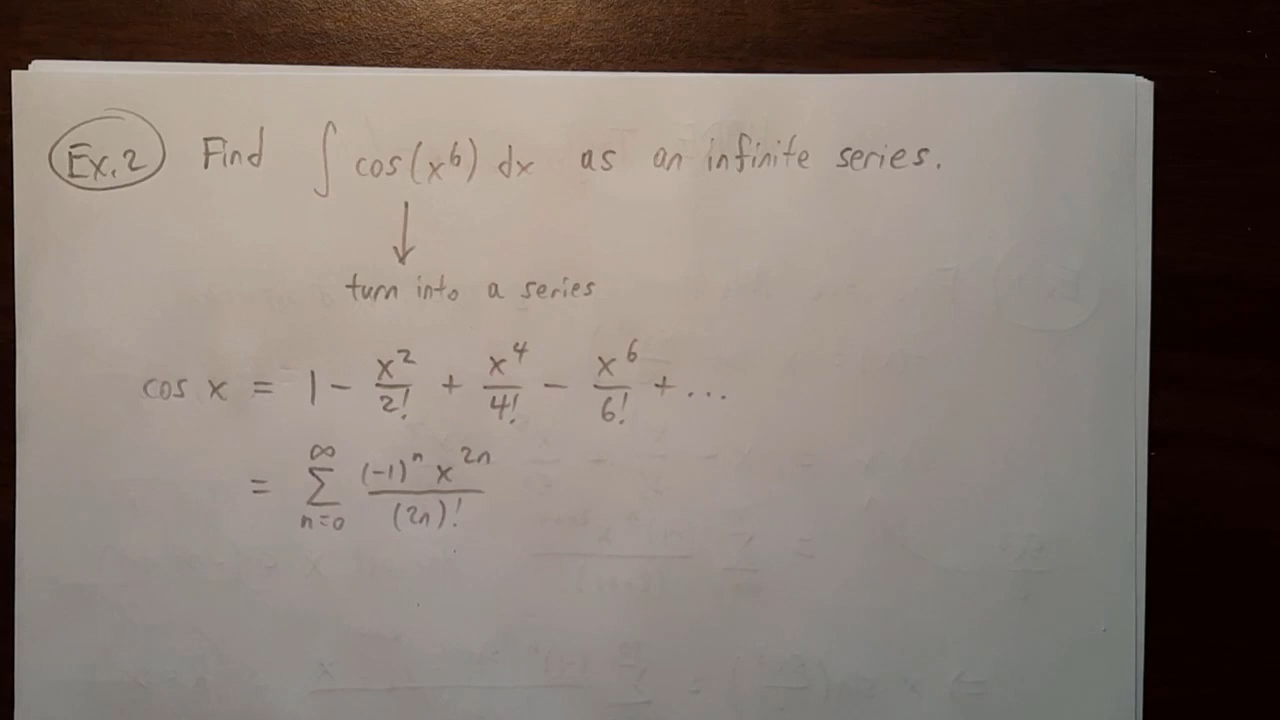 Ex.2 Find ∫ cos(x⁶) dx as an infinite series.
↓
turn into a series
cos x = 1 - x²/2! + x⁴/4! - x⁶/6! + ...
= ∑_{n=0}^{∞} (-1)ⁿ x²ⁿ/(2n)!